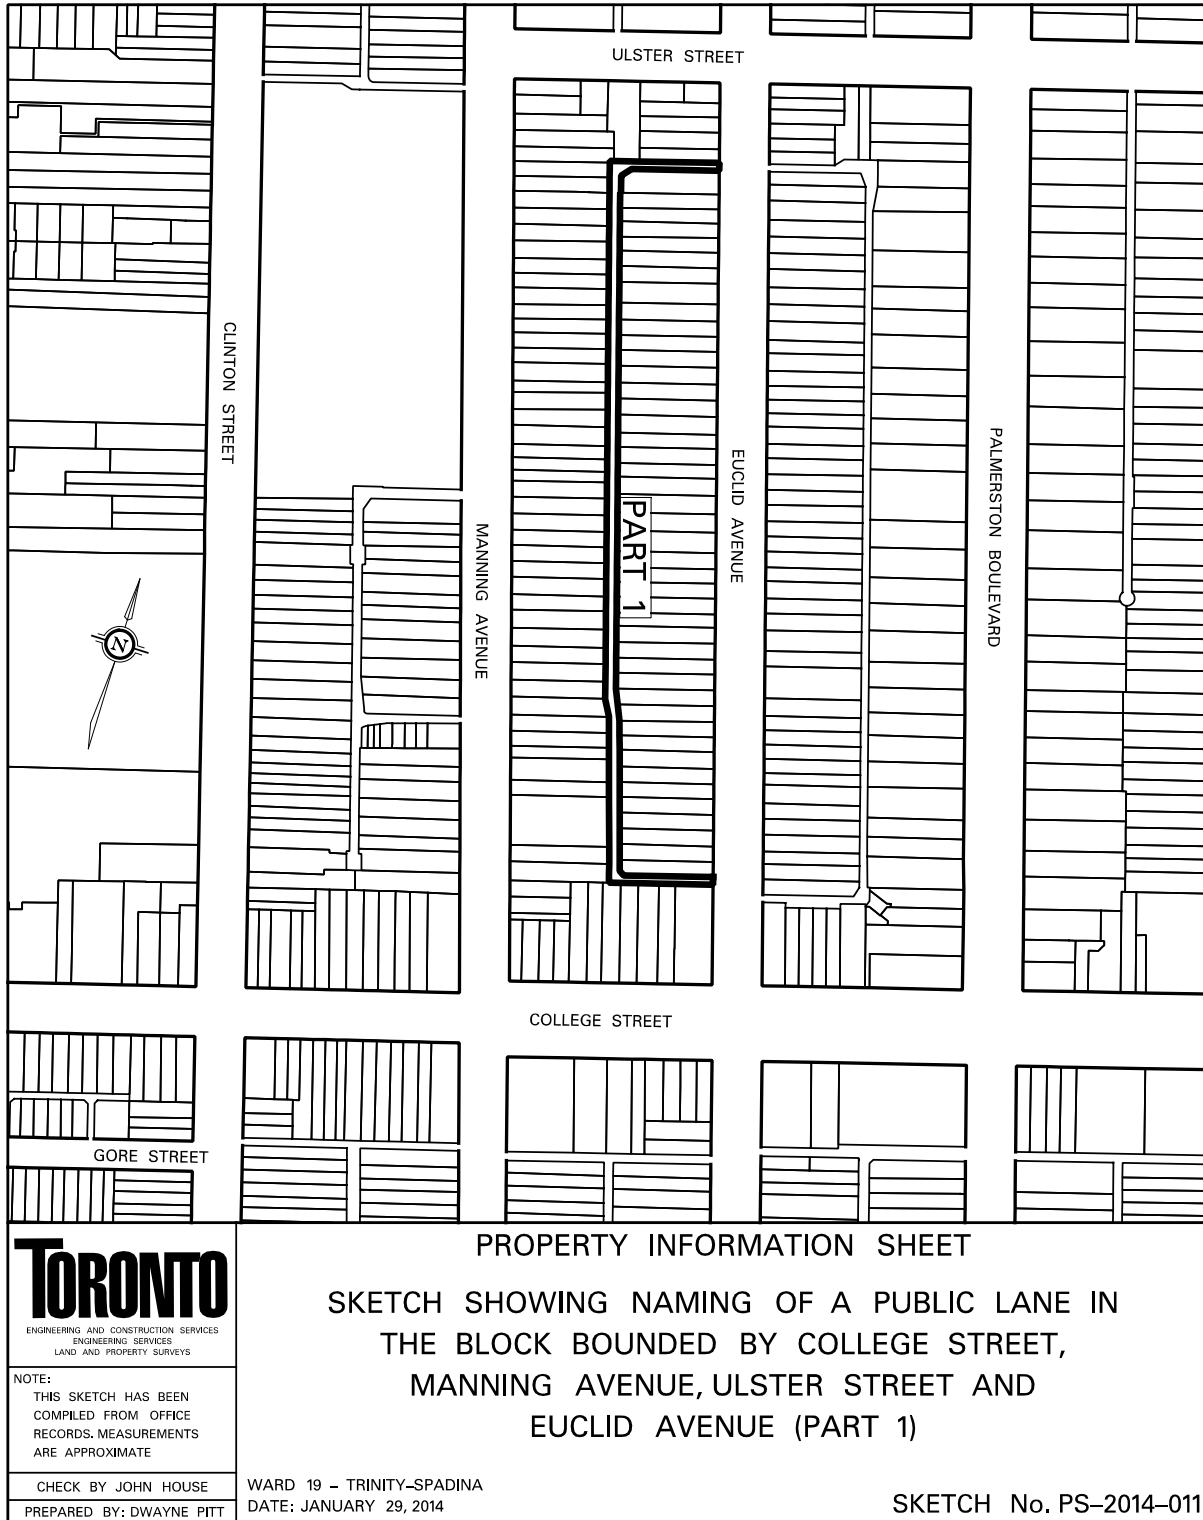 ULSTER STREET
CLINTON STREET
EUCLID AVENUE
PALMERSTON BOULEVARD
PART 1
MANNING AVENUE
N
COLLEGE STREET
GORE STREET
TORONTO
ENGINEERING AND CONSTRUCTION SERVICES
ENGINEERING SERVICES
LAND AND PROPERTY SURVEYS
NOTE:
THIS SKETCH HAS BEEN
COMPILED FROM OFFICE
RECORDS. MEASUREMENTS
ARE APPROXIMATE
CHECK BY JOHN HOUSE
PREPARED BY: DWAYNE PITT
PROPERTY INFORMATION SHEET
SKETCH SHOWING NAMING OF A PUBLIC LANE IN
THE BLOCK BOUNDED BY COLLEGE STREET,
MANNING AVENUE, ULSTER STREET AND
EUCLID AVENUE (PART 1)
WARD 19 – TRINITY–SPADINA
DATE: JANUARY 29, 2014
SKETCH No. PS–2014–011